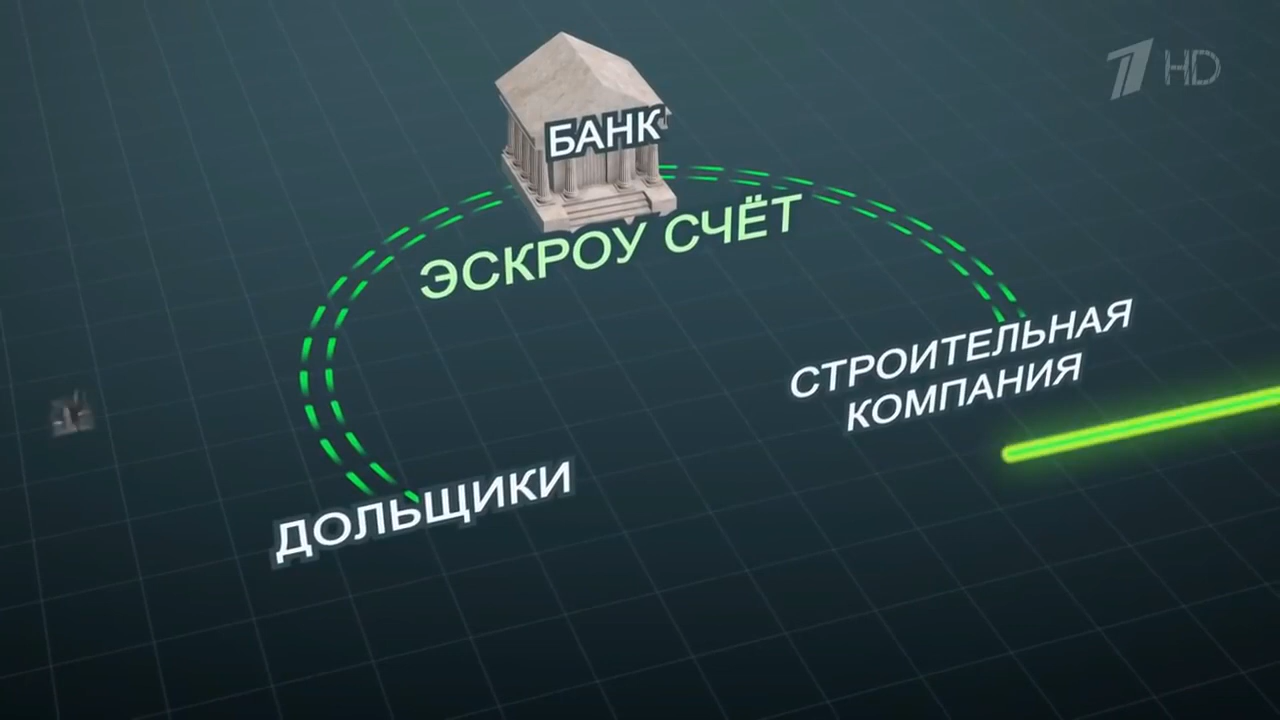 1 HD
БАНК
ЭСКРОУ СЧЁТ
СТРОИТЕЛЬНАЯ
КОМПАНИЯ
ДОЛЬЩИКИ